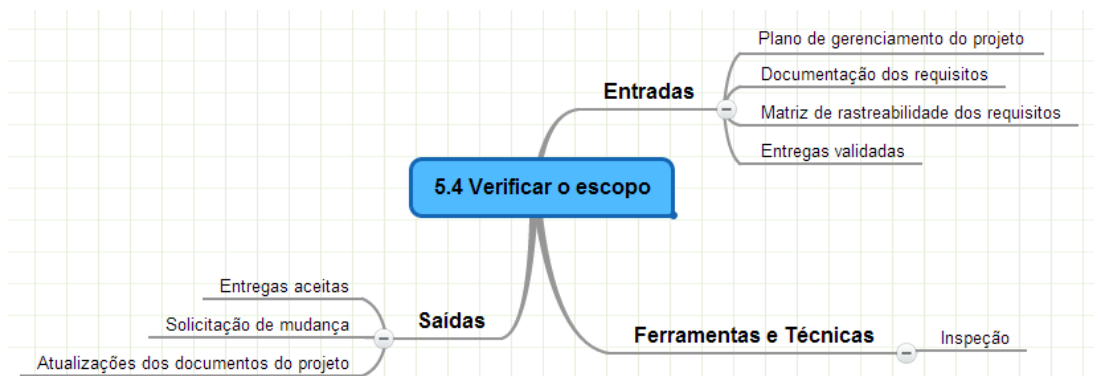 5.4 Verificar o escopo
Entradas
Plano de gerenciamento do projeto
Documentação dos requisitos
Matriz de rastreabilidade dos requisitos
Entregas validadas
Ferramentas e Técnicas
Inspeção
Saídas
Entregas aceitas
Solicitação de mudança
Atualizações dos documentos do projeto